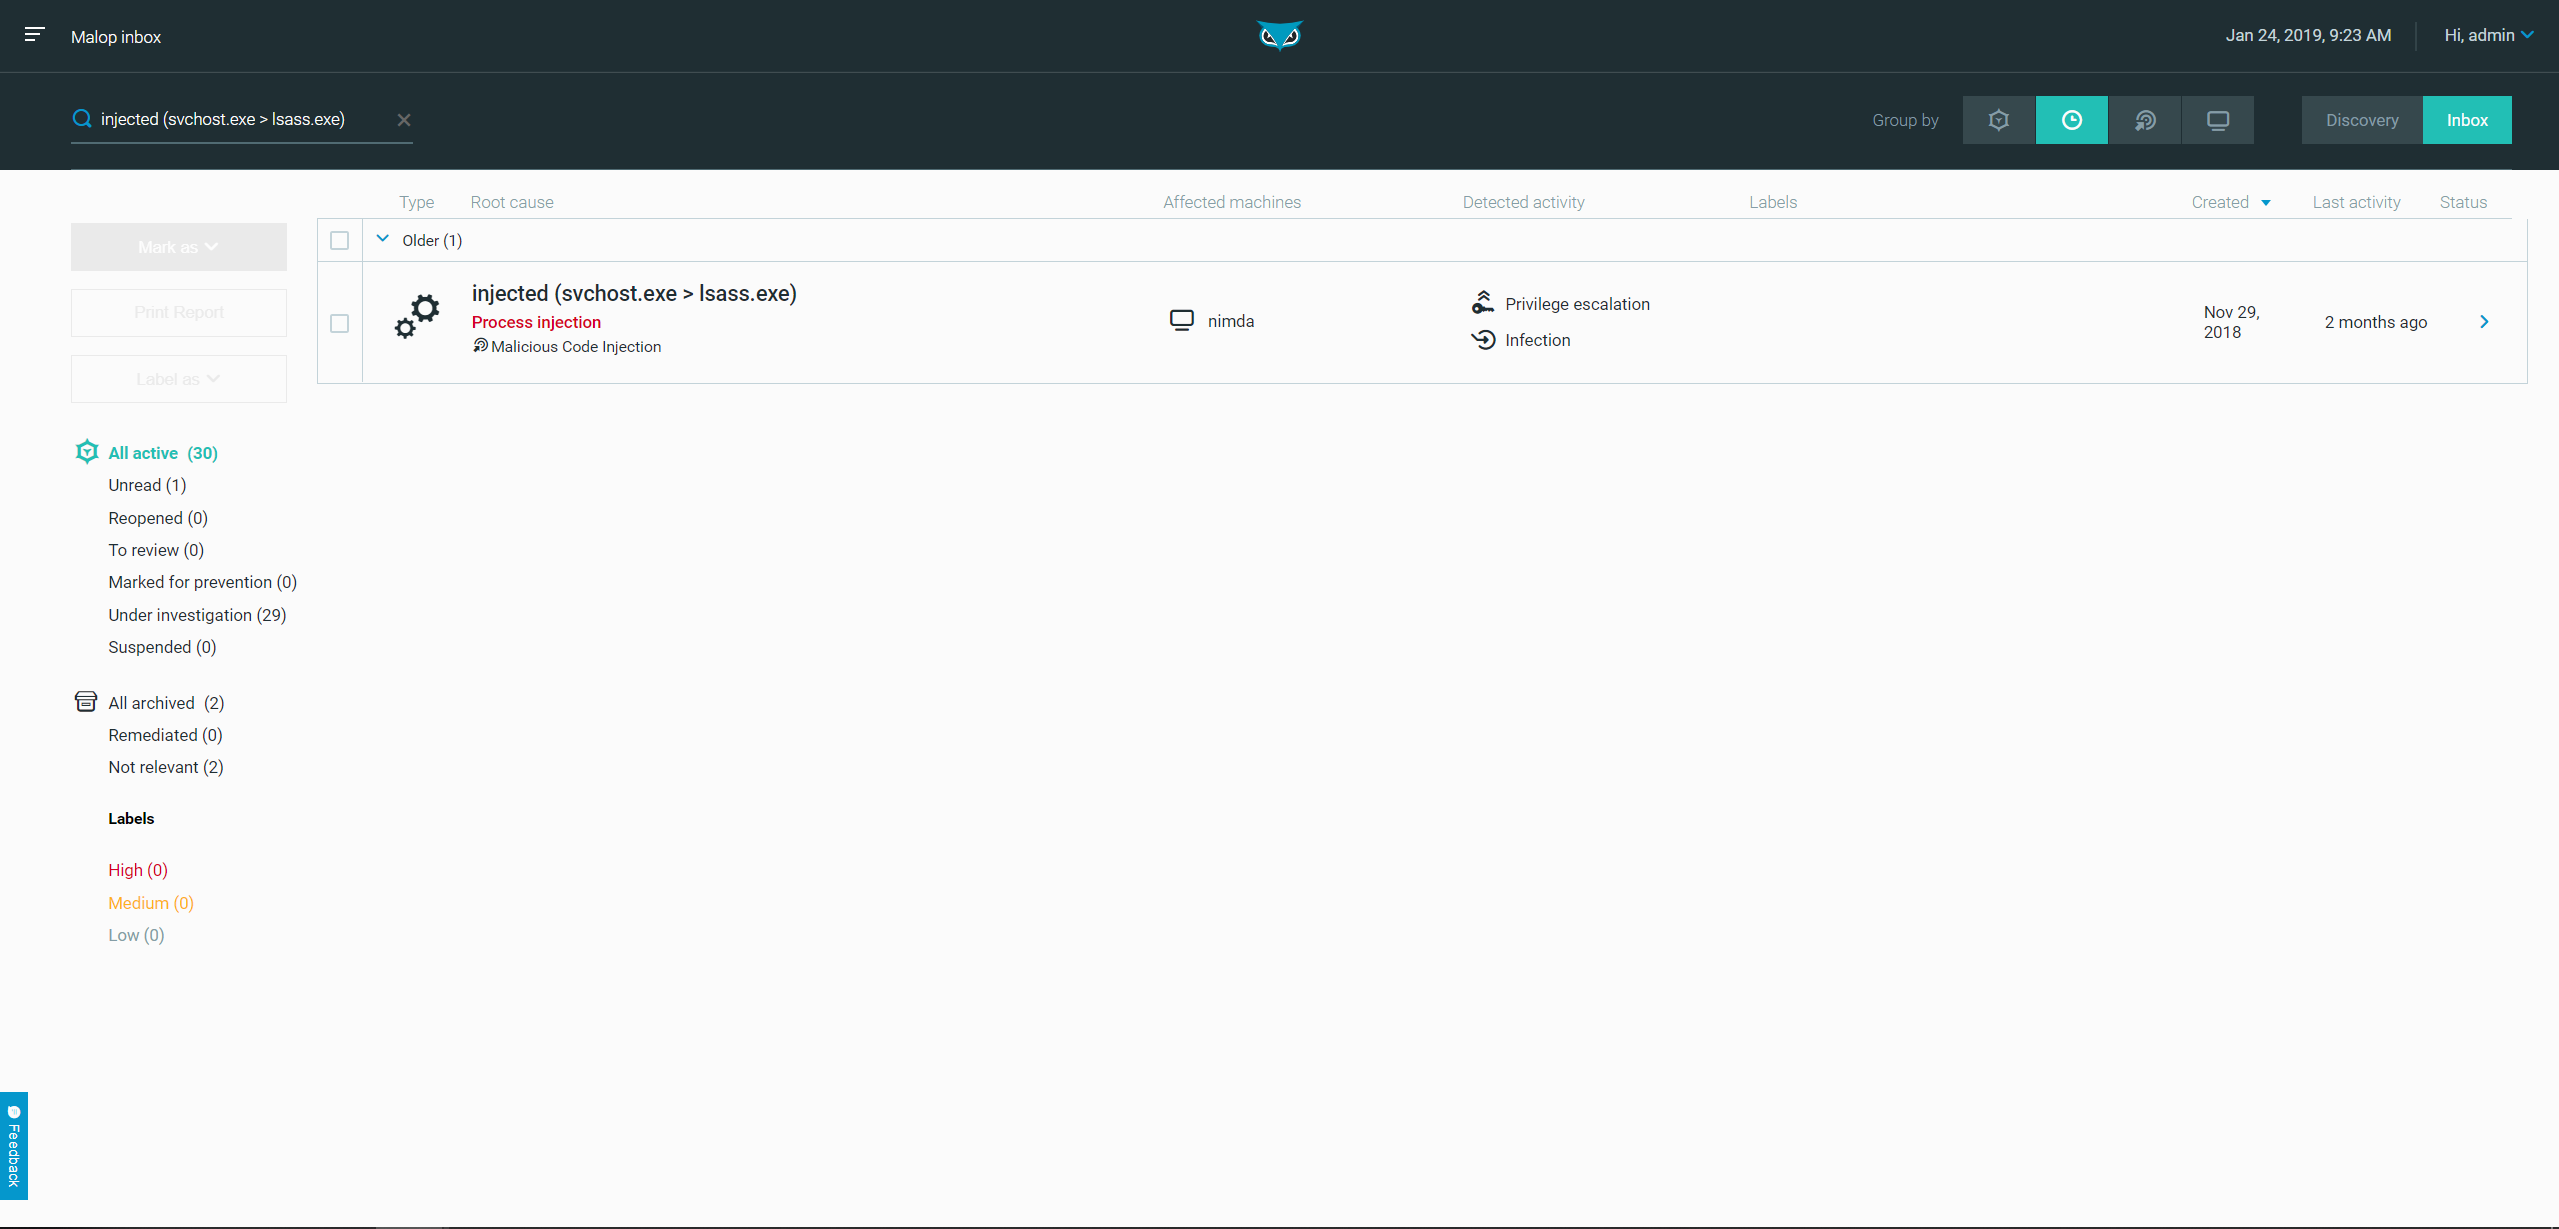 Malop inbox
Jan 24, 2019, 9:23 AM
Hi, admin
injected (svchost.exe > lsass.exe)
Group by
Discovery
Inbox
Type
Root cause
Affected machines
Detected activity
Labels
Created
Last activity
Status
Mark as
Print Report
Label as
Older (1)
injected (svchost.exe > lsass.exe)
Process injection
Malicious Code Injection
nimda
Privilege escalation
Infection
Nov 29,
2018
2 months ago
All active (30)
Unread (1)
Reopened (0)
To review (0)
Marked for prevention (0)
Under investigation (29)
Suspended (0)
All archived (2)
Remediated (0)
Not relevant (2)
Labels
High (0)
Medium (0)
Low (0)
Feedback